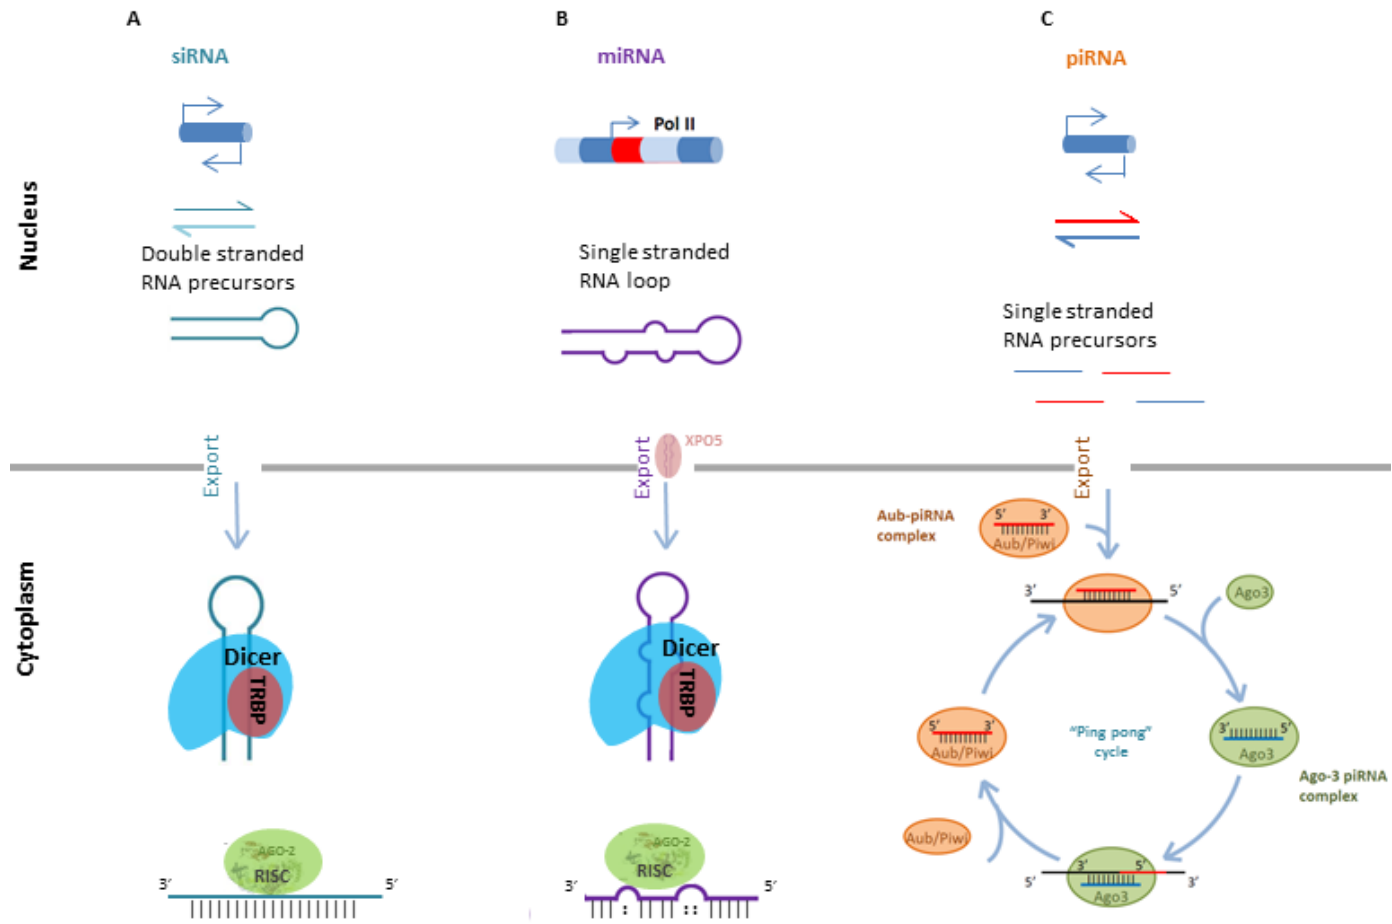 A
B
C
siRNA
miRNA
piRNA
Pol II
Nucleus
Double stranded
RNA precursors
Single stranded
RNA loop
Single stranded
RNA precursors
Export
Export
XPO5
Export
Cytoplasm
Aub-piRNA
complex
5’ 3’
Aub/Piwi
3’ 5’
Ago3
Dicer
TRBP
Dicer
TRBP
5’ 3’
Aub/Piwi
“Ping pong”
cycle
3’ 5’
Ago3
Ago-3 piRNA
complex
Aub/Piwi
AGO-2
RISC
3’ 5’
AGO-2
RISC
3’ 5’
: ::
3’ 5’
5’ 3’
Ago3